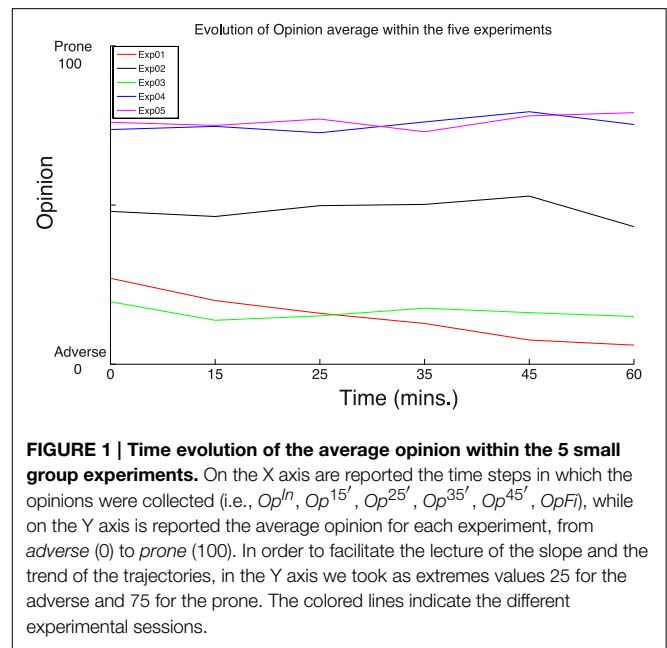 Evolution of Opinion average within the five experiments
Prone
100
Exp01
Exp02
Exp03
Exp04
Exp05
Opinion
Adverse
0
0 15 25 35 45 60
Time (mins.)
FIGURE 1 | Time evolution of the average opinion within the 5 small
group experiments. On the X axis are reported the time steps in which the
opinions were collected (i.e., Op^In, Op^15′, Op^25′, Op^35′, Op^45′, OpFi), while
on the Y axis is reported the average opinion for each experiment, from
adverse (0) to prone (100). In order to facilitate the lecture of the slope and the
trend of the trajectories, in the Y axis we took as extremes values 25 for the
adverse and 75 for the prone. The colored lines indicate the different
experimental sessions.